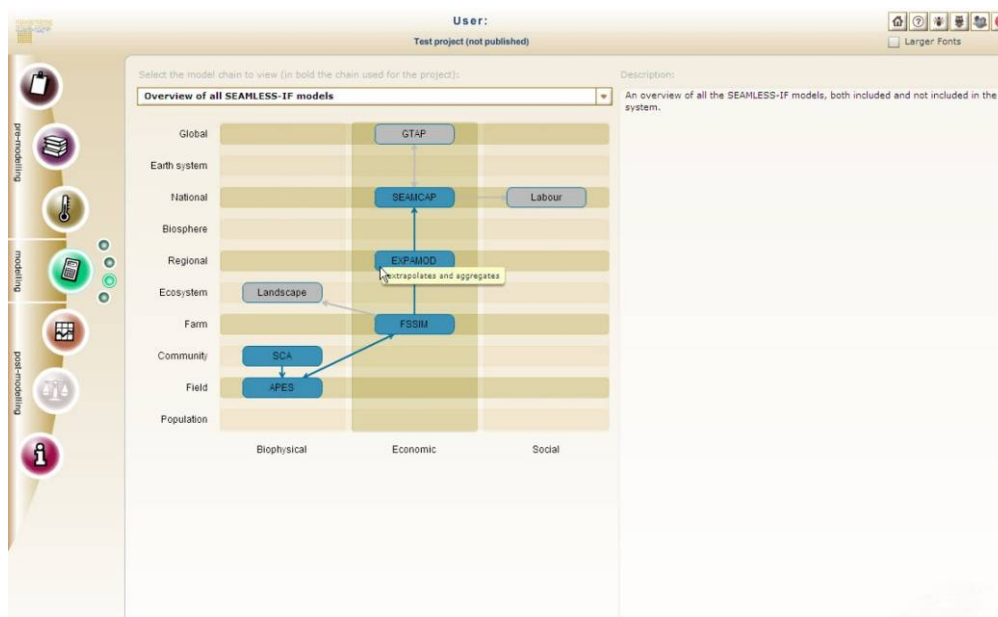 User:
Test project (not published)
Larger Fonts
Select the model chain to view (in bold the chain used for the project):
Overview of all SEAMLESS-IF models
Description:
An overview of all the SEAMLESS-IF models, both included and not included in the
system.
pre-modelling
modelling
post-modelling
Global
GTAP
Earth system
National
SEAMCAP
Labour
Biosphere
Regional
EXPAMOD
extrapolates and aggregates
Ecosystem
Landscape
Farm
FSSIM
Community
SCA
Field
APES
Population
Biophysical
Economic
Social